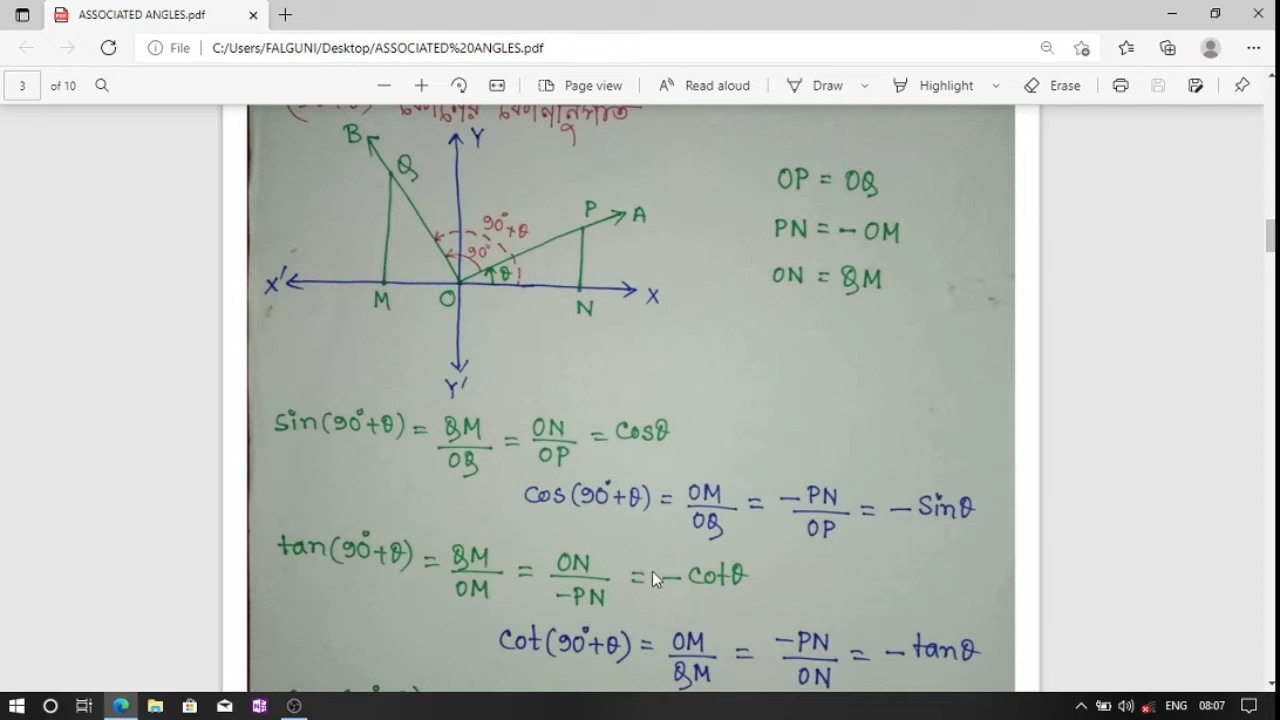 ASSOCIATED ANGLES.pdf
File C:/Users/FALGUNI/Desktop/ASSOCIATED%20ANGLES.pdf
3 of 10 Page view Read aloud Draw Highlight Erase
কোণের কোণানুপাত
B Y
Q
OP = OQ
P A
90°+θ
PN = - OM
90°
θ
ON = QM
X' M O N X
Y'
sin(90°+θ) = QM/OQ = ON/OP = cosθ
cos(90°+θ) = OM/OQ = -PN/OP = - sinθ
tan(90°+θ) = QM/OM = ON/-PN = - cotθ
cot(90°+θ) = OM/QM = -PN/ON = - tanθ
ENG 08:07